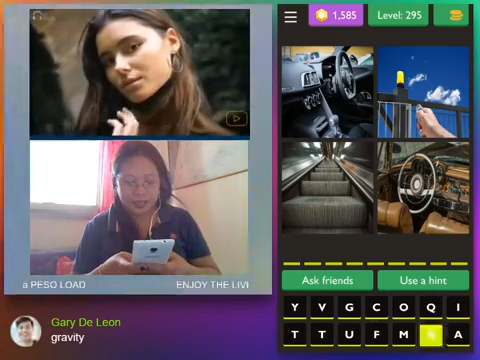 1,585
Level: 295
a PESO LOAD
ENJOY THE LIVI
Ask friends
Use a hint
Y V G C O Q I
T T U F M A
Gary De Leon
gravity